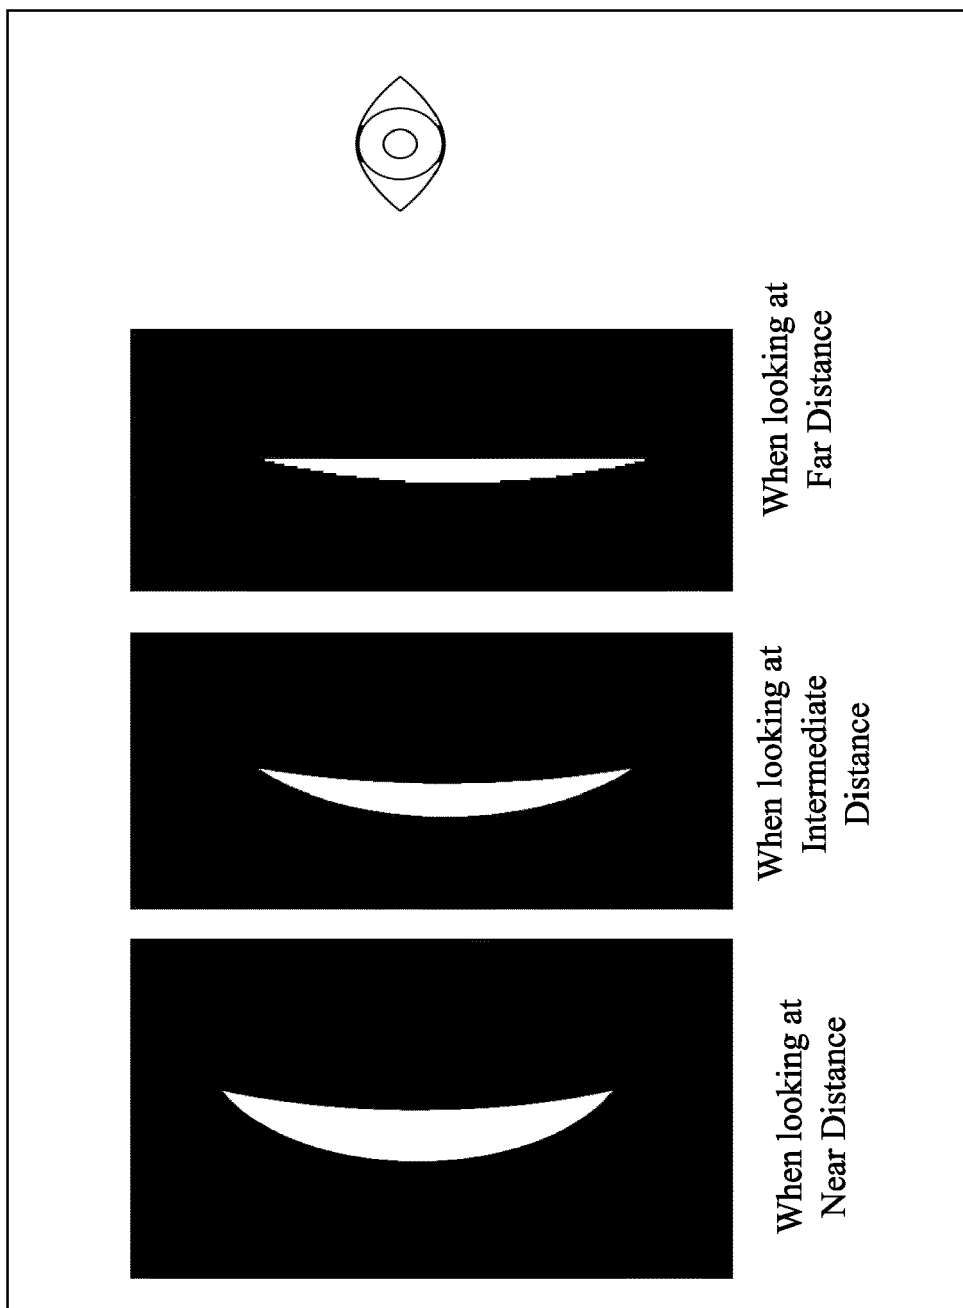 When looking at
Far Distance
When looking at
Intermediate
Distance
When looking at
Near Distance